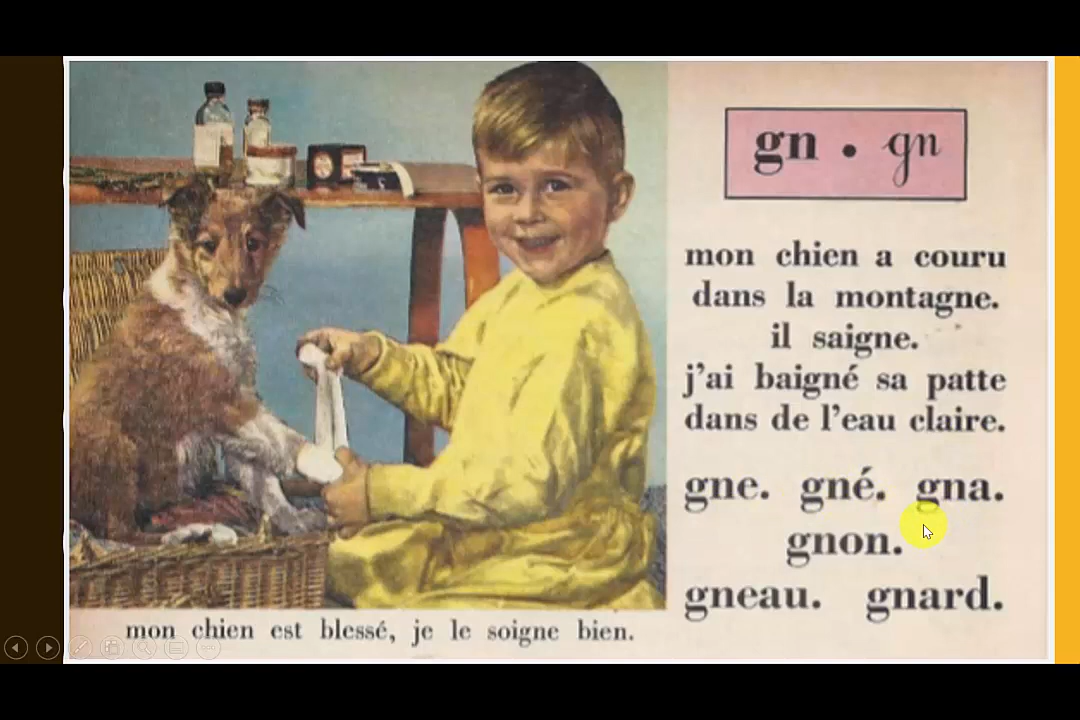 gn . gn
mon chien a couru
dans la montagne.
il saigne.
j'ai baigné sa patte
dans de l'eau claire.
gne. gné. gna.
gnon.
gneau. gnard.
mon chien est blessé, je le soigne bien.